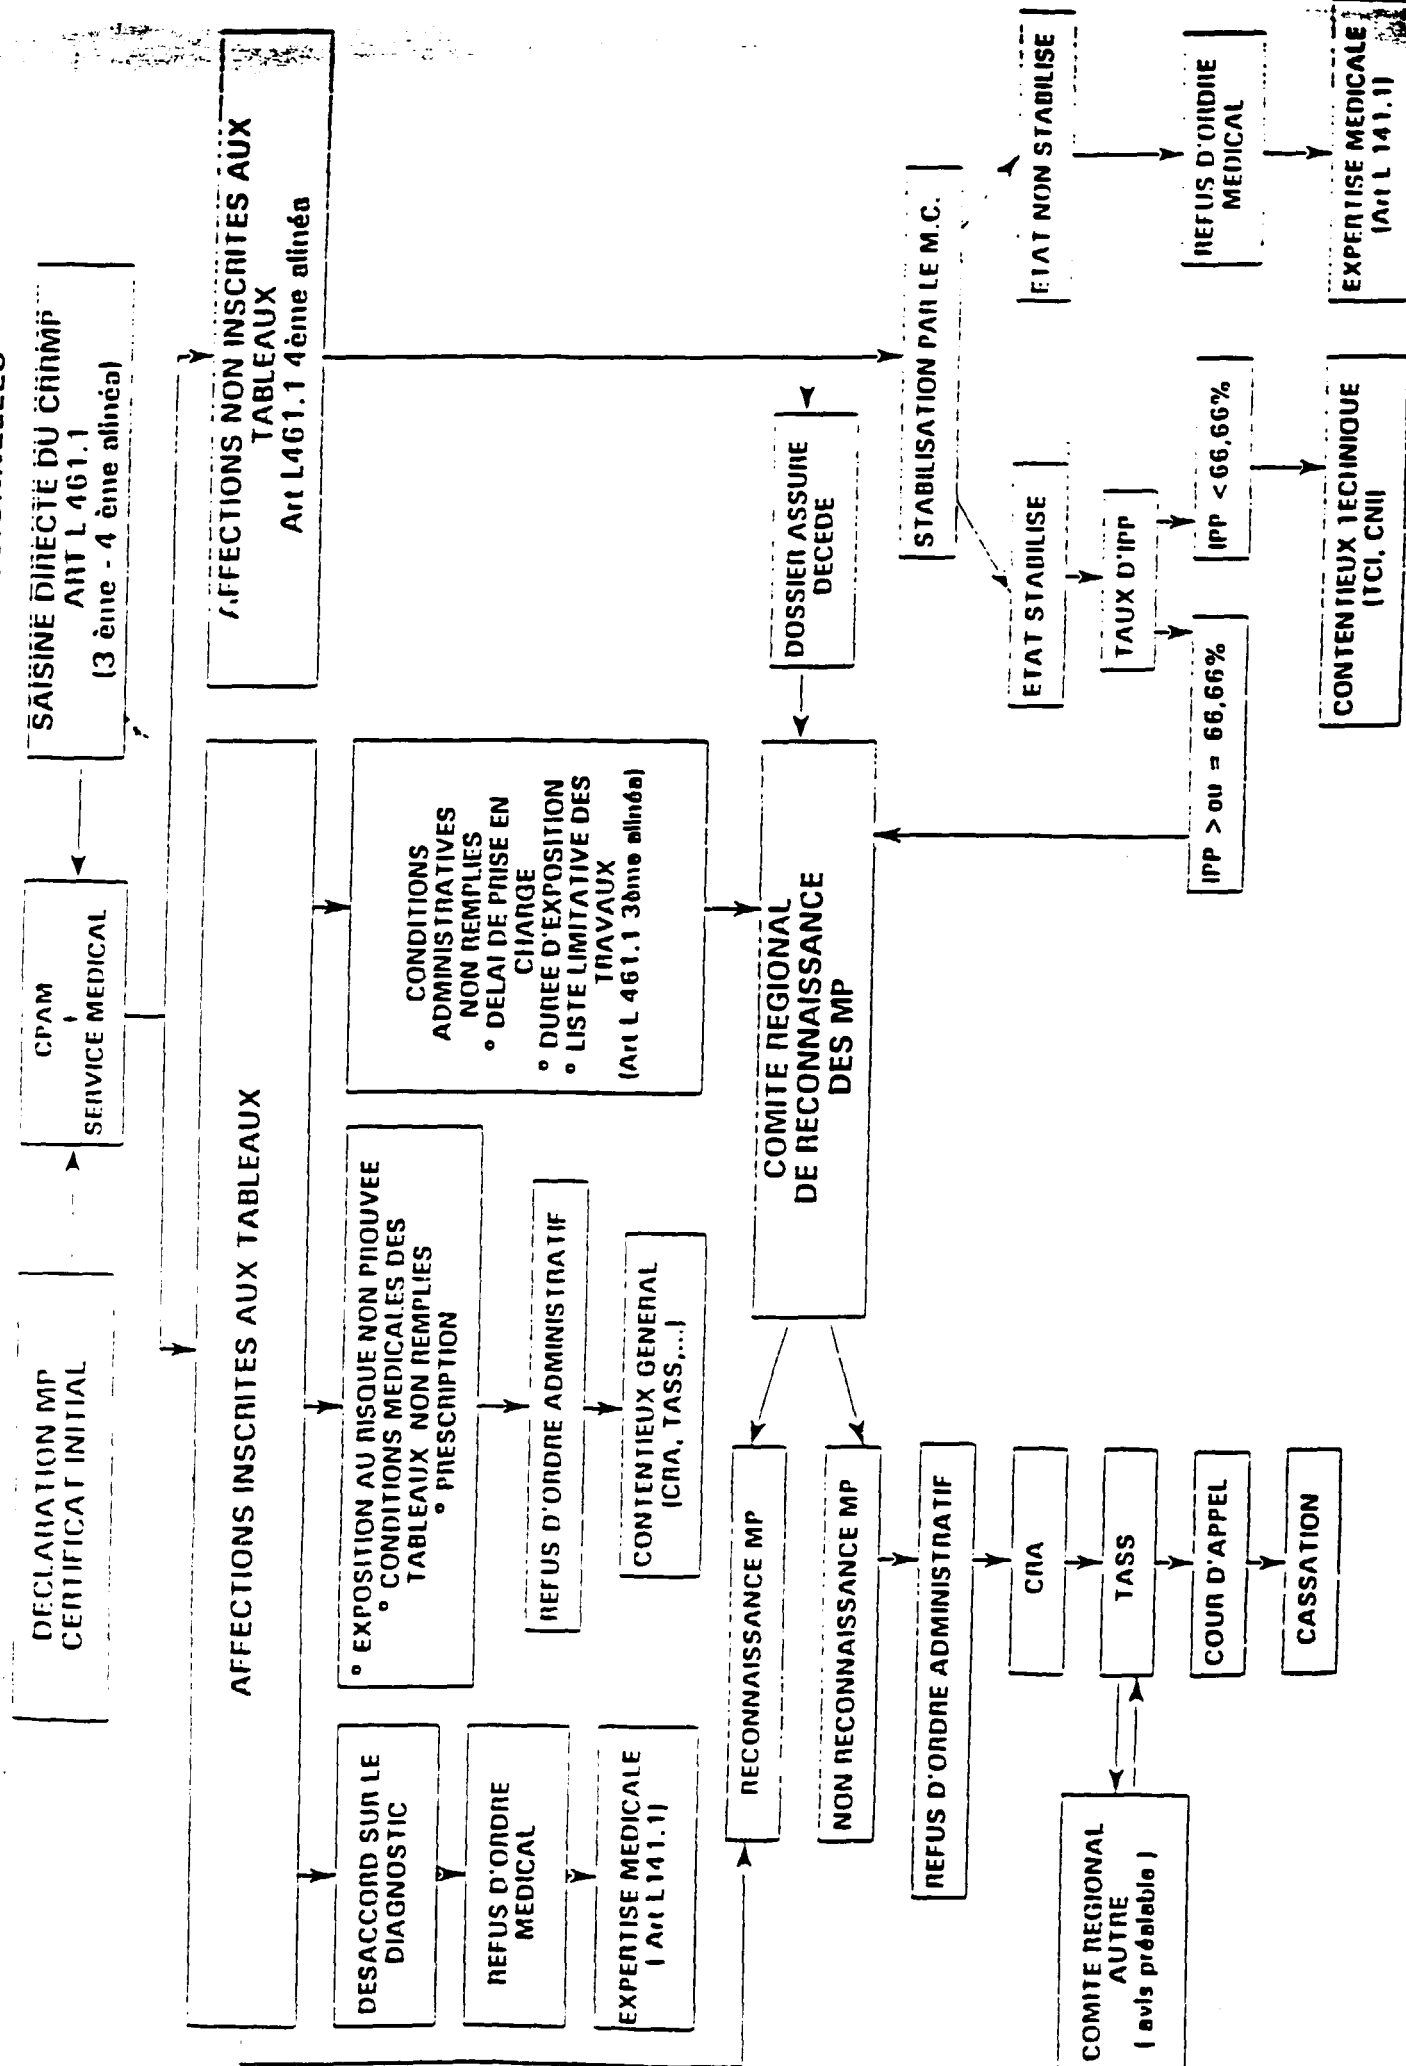 DECLARATION MP
CERTIFICAT INITIAL
CPAM
+
SERVICE MEDICAL
SAISINE DIRECTE DU CRRMP
ART L 461.1
(3 ème - 4 ème alinéa)
AFFECTIONS INSCRITES AUX TABLEAUX
AFFECTIONS NON INSCRITES AUX
TABLEAUX
Art L461.1 4ème alinéa
DESACCORD SUR LE
DIAGNOSTIC
REFUS D'ORDRE
MEDICAL
EXPERTISE MEDICALE
( Art L141.1)
° EXPOSITION AU RISQUE NON PROUVEE
° CONDITIONS MEDICALES DES
TABLEAUX NON REMPLIES
° PRESCRIPTION
REFUS D'ORDRE ADMINISTRATIF
CONTENTIEUX GENERAL
(CRA, TASS,...)
CONDITIONS
ADMINISTRATIVES
NON REMPLIES
° DELAI DE PRISE EN
CHARGE
° DUREE D'EXPOSITION
° LISTE LIMITATIVE DES
TRAVAUX
(Art L 461.1 3ème alinéa)
COMITE REGIONAL
DE RECONNAISSANCE
DES MP
DOSSIER ASSURE
DECEDE
RECONNAISSANCE MP
NON RECONNAISSANCE MP
REFUS D'ORDRE ADMINISTRATIF
CRA
TASS
COUR D'APPEL
CASSATION
COMITE REGIONAL
AUTRE
( avis préalable )
STABILISATION PAR LE M.C.
ETAT STABILISE
TAUX D'IPP
IPP > ou = 66,66%
IPP < 66,66%
CONTENTIEUX TECHNIQUE
(TCI, CNII
ETAT NON STABILISE
REFUS D'ORDRE
MEDICAL
EXPERTISE MEDICALE
(Art L 141.1)